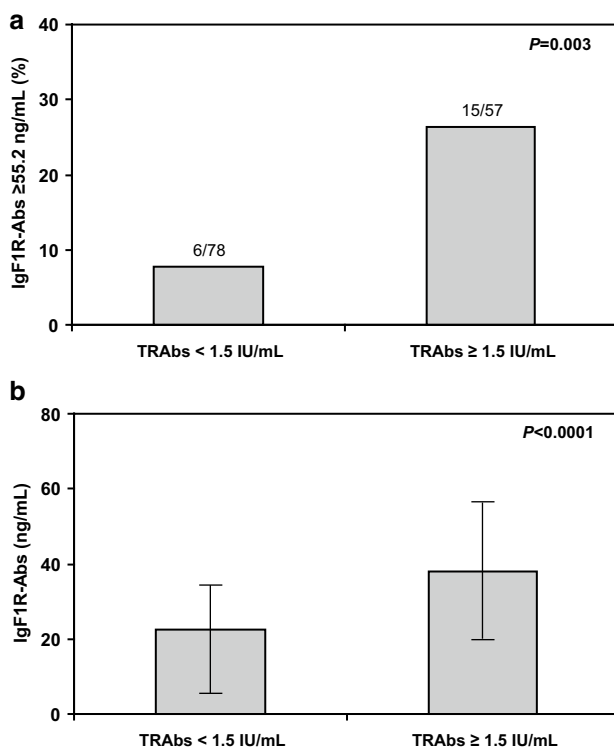 a
40
30
20
10
0
IgF1R-Abs ≥55.2 ng/mL (%)
P=0.003
6/78
15/57
TRAbs < 1.5 IU/mL
TRAbs ≥ 1.5 IU/mL
b
80
60
40
20
0
IgF1R-Abs (ng/mL)
P<0.0001
TRAbs < 1.5 IU/mL
TRAbs ≥ 1.5 IU/mL